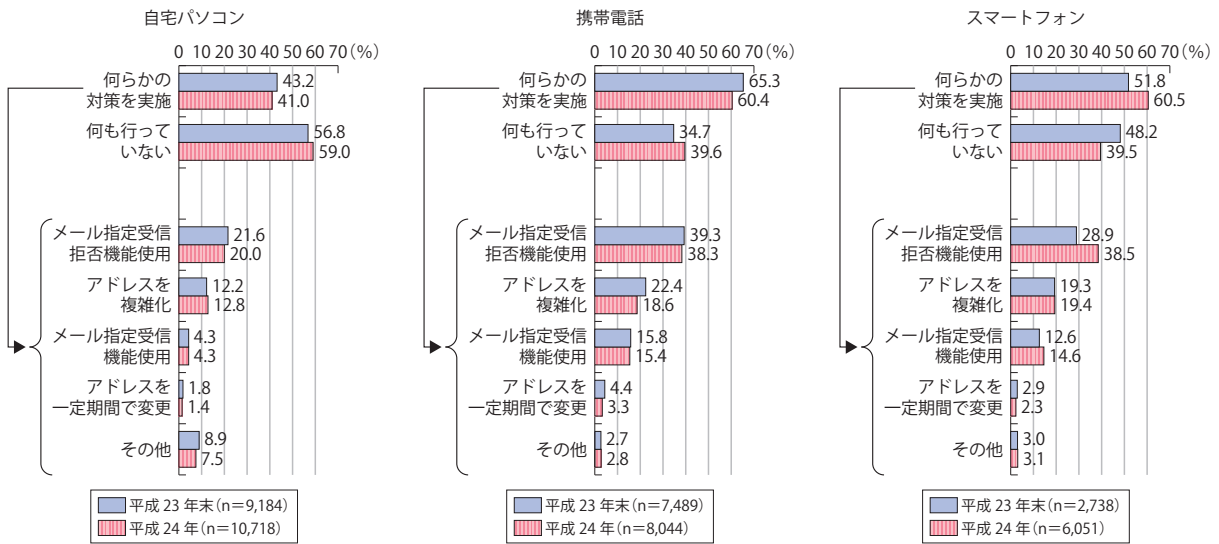 自宅パソコン
0 10 20 30 40 50 60 70(%)
何らかの
対策を実施
43.2
41.0
何も行って
いない
56.8
59.0
メール指定受信
拒否機能使用
21.6
20.0
アドレスを
複雑化
12.2
12.8
メール指定受信
機能使用
4.3
4.3
アドレスを
一定期間で変更
1.8
1.4
その他
8.9
7.5
平成 23 年末(n=9,184)
平成 24 年(n=10,718)
携帯電話
0 10 20 30 40 50 60 70(%)
何らかの
対策を実施
65.3
60.4
何も行って
いない
34.7
39.6
メール指定受信
拒否機能使用
39.3
38.3
アドレスを
複雑化
22.4
18.6
メール指定受信
機能使用
15.8
15.4
アドレスを
一定期間で変更
4.4
3.3
その他
2.7
2.8
平成 23 年末(n=7,489)
平成 24 年(n=8,044)
スマートフォン
0 10 20 30 40 50 60 70(%)
何らかの
対策を実施
51.8
60.5
何も行って
いない
48.2
39.5
メール指定受信
拒否機能使用
28.9
38.5
アドレスを
複雑化
19.3
19.4
メール指定受信
機能使用
12.6
14.6
アドレスを
一定期間で変更
2.9
2.3
その他
3.0
3.1
平成 23 年末(n=2,738)
平成 24 年(n=6,051)